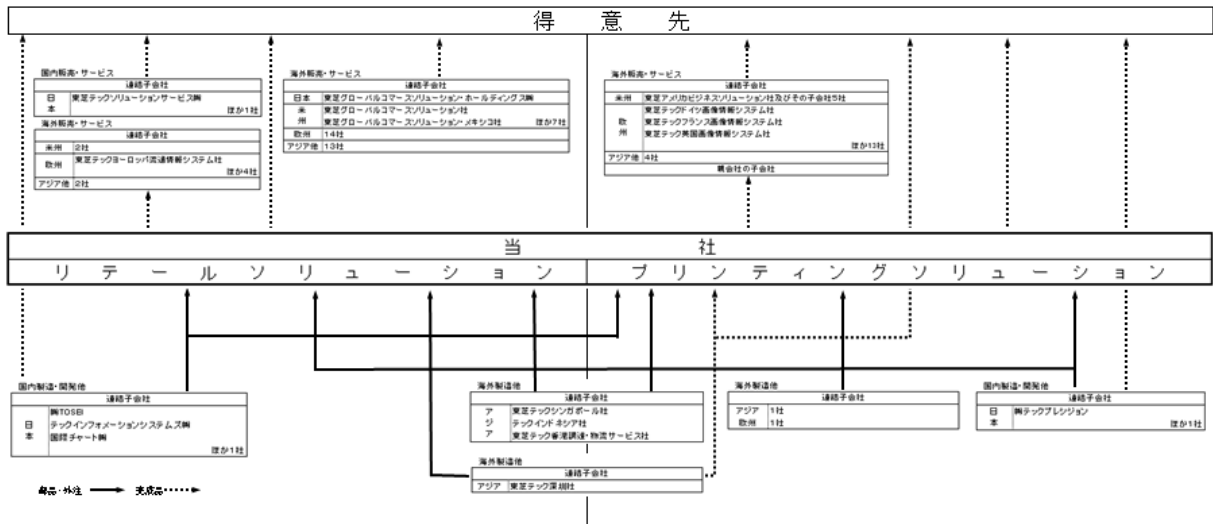 得意先
国内販売・サービス
連結子会社
日本 東芝テックソリューションサービス㈱
ほか1社
海外販売・サービス
連結子会社
米州 2社
欧州 東芝テックヨーロッパ流通情報システム社
ほか4社
アジア他 2社
海外販売・サービス
連結子会社
日本 東芝グローバルコマースソリューション・ホールディングス㈱
米州 東芝グローバルコマースソリューション社
東芝グローバルコマースソリューション・メキシコ社 ほか7社
欧州 14社
アジア他 13社
海外販売・サービス
連結子会社
米州 東芝アメリカビジネスソリューション社及びその子会社5社
欧州 東芝テックドイツ画像情報システム社
東芝テックフランス画像情報システム社
東芝テック英国画像情報システム社
ほか13社
アジア他 4社
親会社の子会社
当社
リテールソリューション
プリンティングソリューション
国内製造・開発他
連結子会社
日本 ㈱TOSEI
テックインフォメーションシステムズ㈱
国際チャート㈱
ほか1社
海外製造他
連結子会社
アジア 東芝テックシンガポール社
テックインドネシア社
東芝テック香港調達・物流サービス社
海外製造他
連結子会社
アジア 東芝テック深圳社
海外製造他
連結子会社
アジア 1社
欧州 1社
国内製造・開発他
連結子会社
日本 ㈱テックプレシジョン
ほか1社
部品・外注 完成品